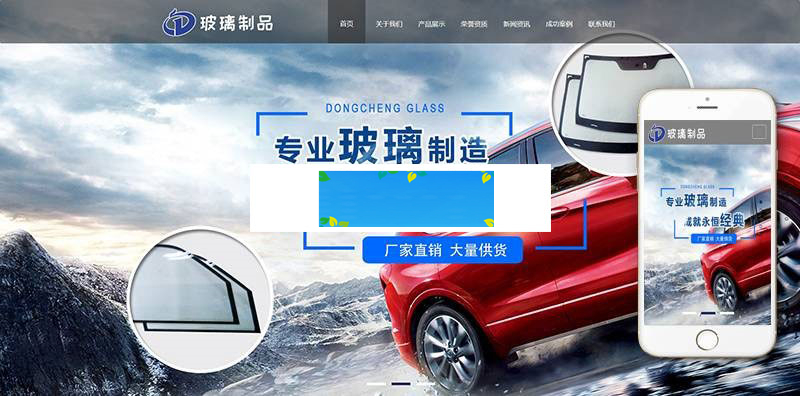 玻璃制品
首页 关于我们 产品展示 荣誉资质 新闻资讯 成功案例 联系我们
DONGCHENG GLASS
专业玻璃制造
厂家直销 大量供货
玻璃制品
DONGCHENG GLASS
专业玻璃制造
成就永恒经典
厂家直销 大量供货